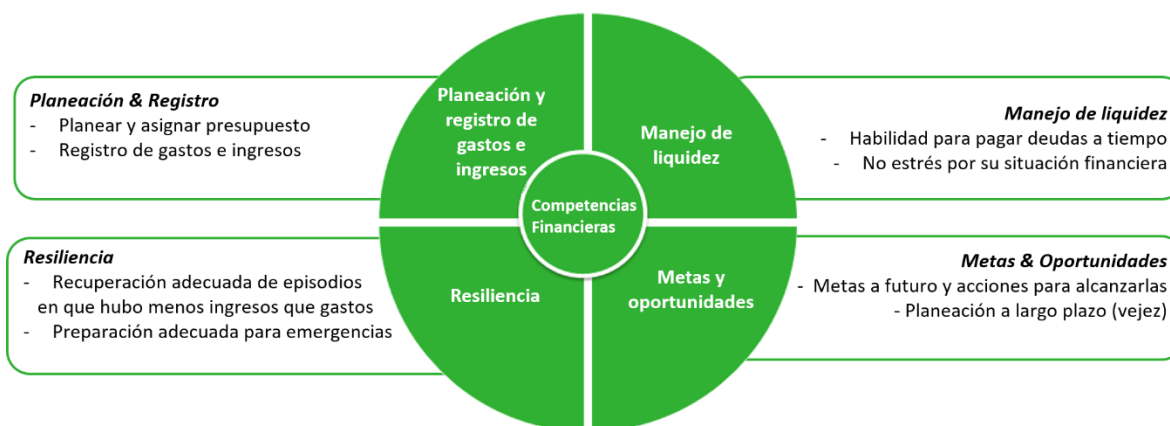 Planeación & Registro
- Planear y asignar presupuesto
- Registro de gastos e ingresos
Planeación y
registro de
gastos e
ingresos
Manejo de
liquidez
Manejo de liquidez
- Habilidad para pagar deudas a tiempo
- No estrés por su situación financiera
Competencias
Financieras
Resiliencia
- Recuperación adecuada de episodios
en que hubo menos ingresos que gastos
- Preparación adecuada para emergencias
Resiliencia
Metas y
oportunidades
Metas & Oportunidades
- Metas a futuro y acciones para alcanzarlas
- Planeación a largo plazo (vejez)